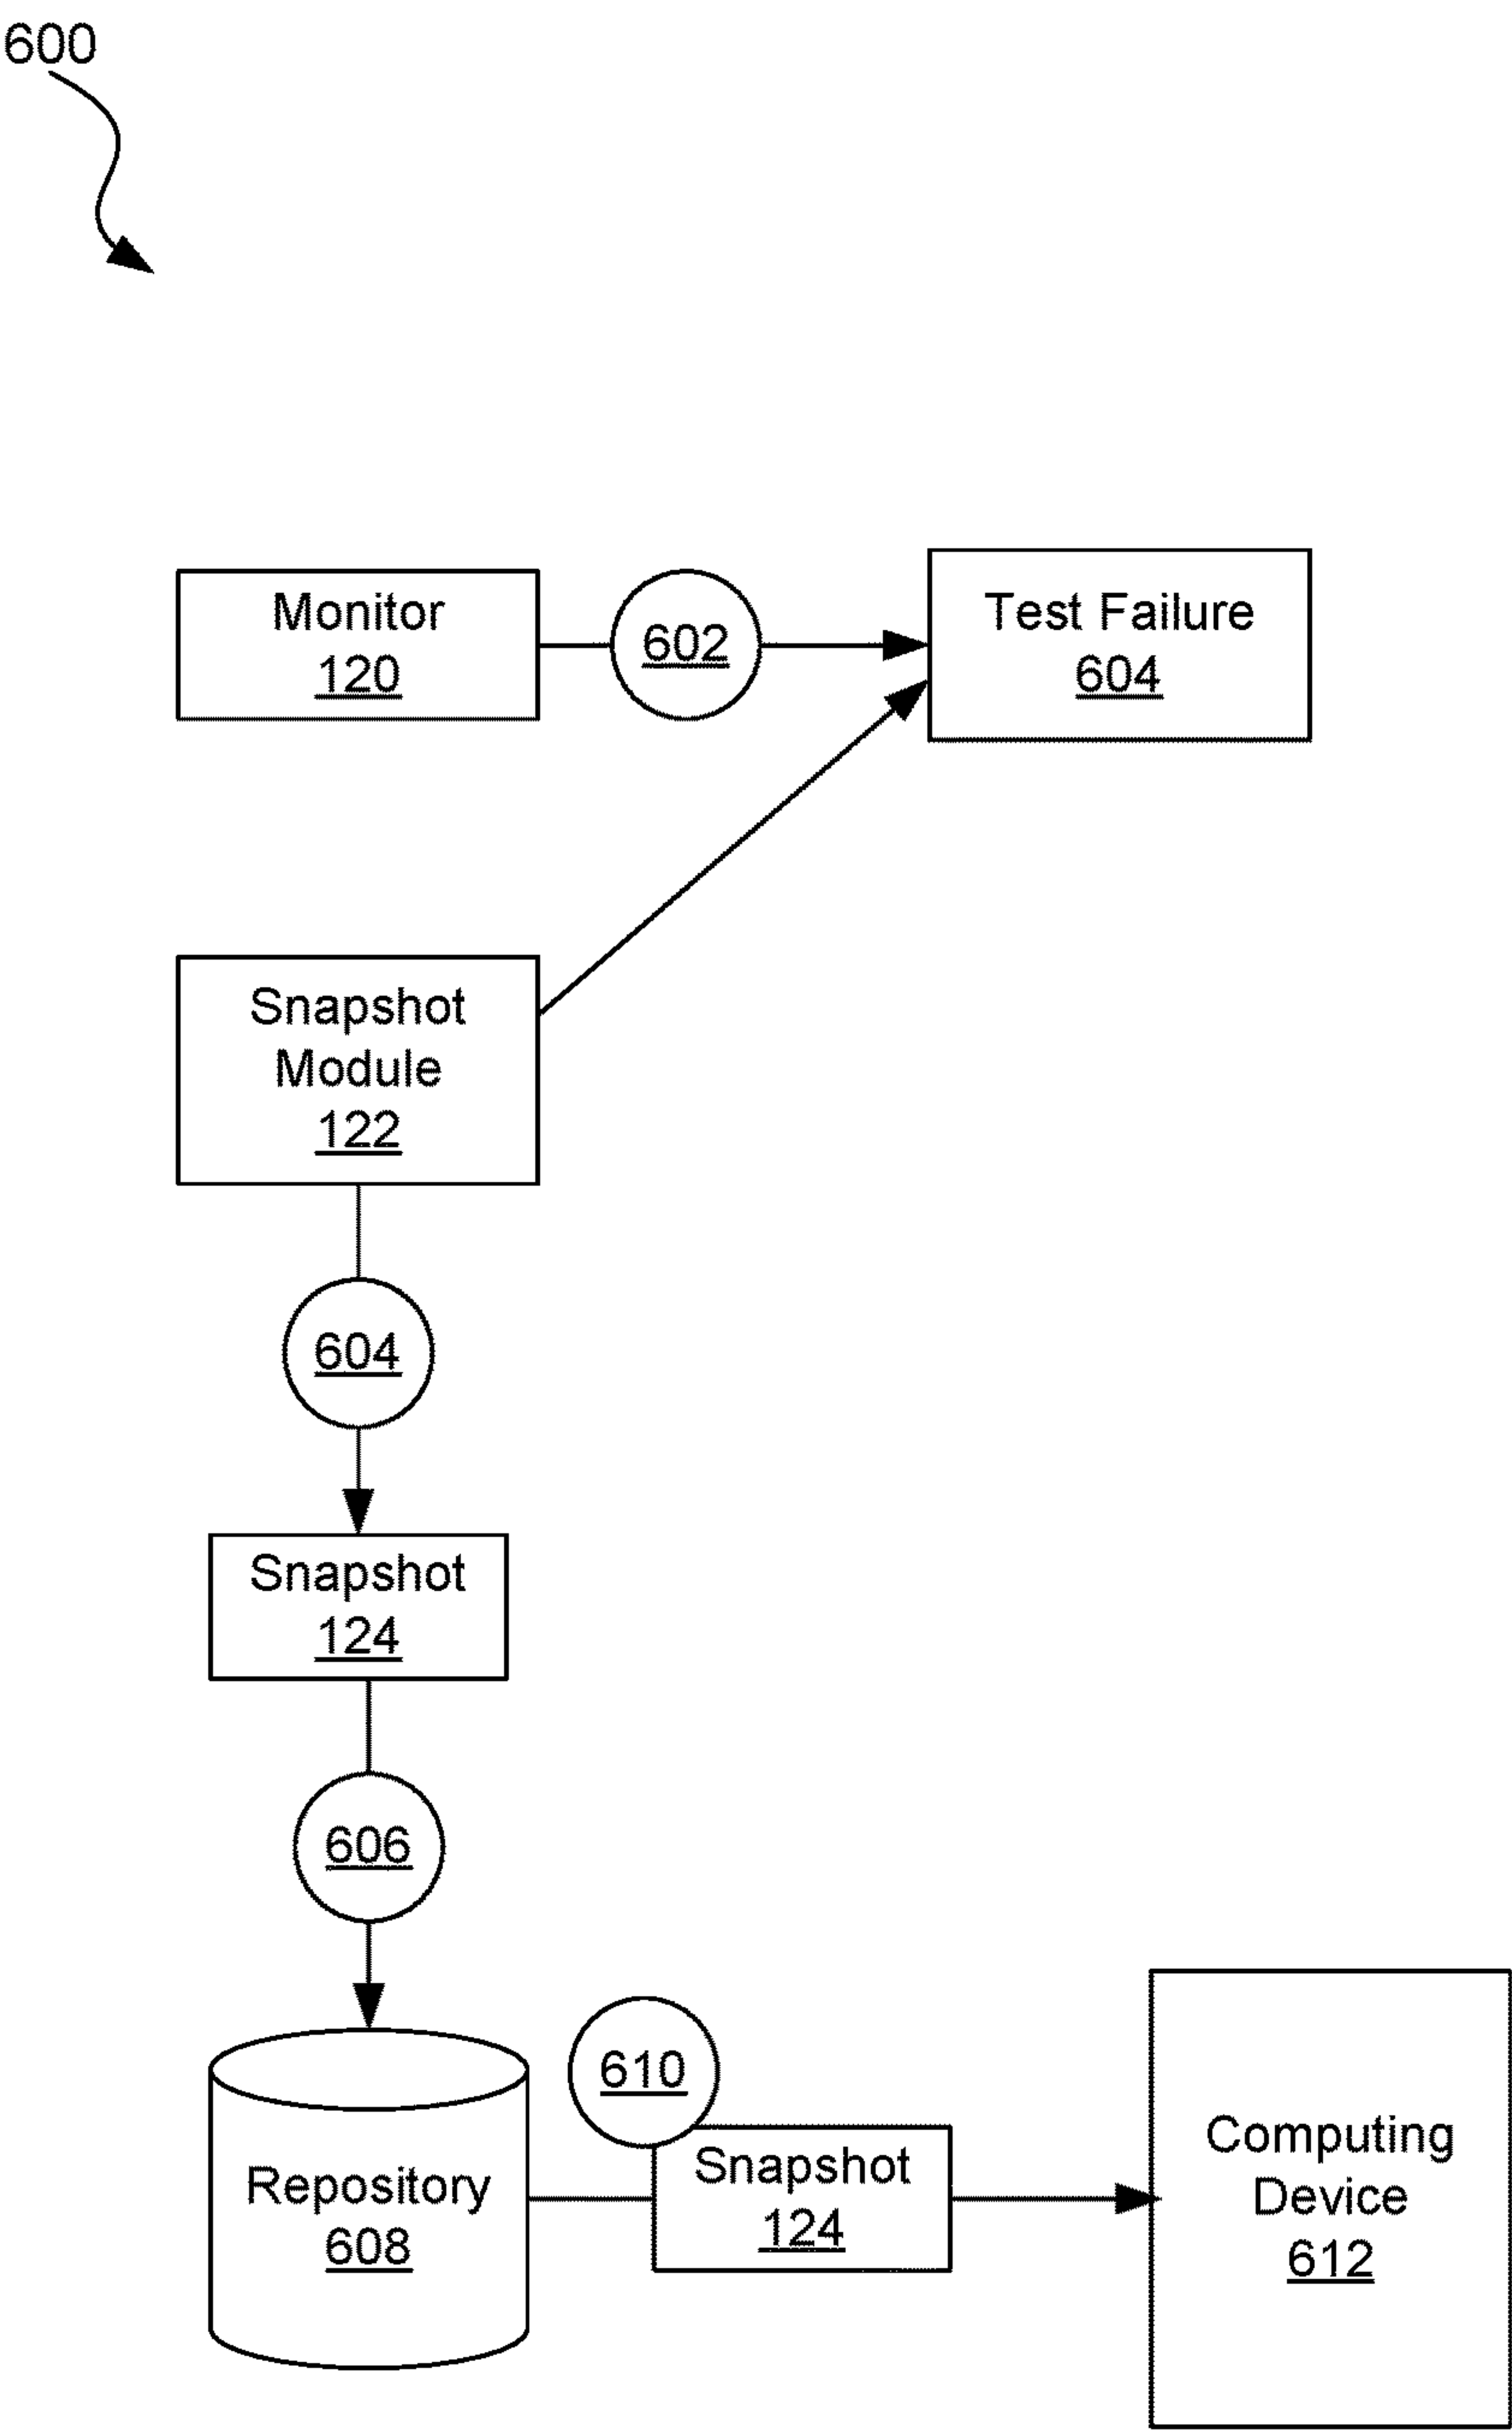 600
Monitor
120
602
Test Failure
604
Snapshot
Module
122
604
Snapshot
124
606
Repository
608
610
Snapshot
124
Computing
Device
612